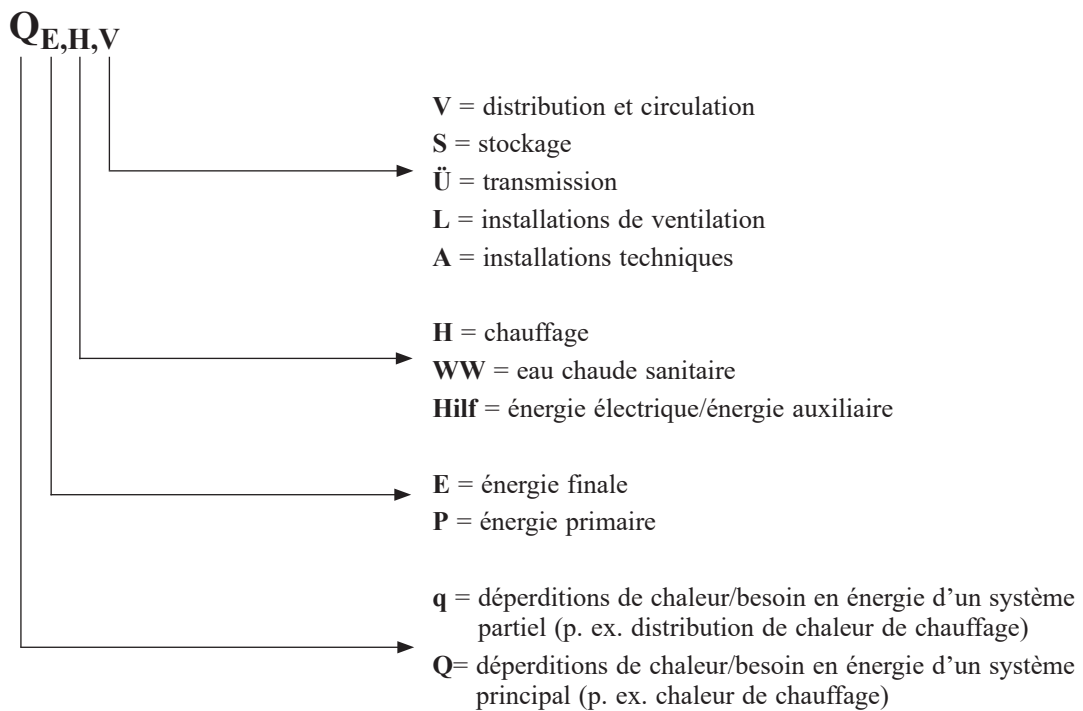 Q E,H,V
V = distribution et circulation
S = stockage
Ü = transmission
L = installations de ventilation
A = installations techniques
H = chauffage
WW = eau chaude sanitaire
Hilf = énergie électrique/énergie auxiliaire
E = énergie finale
P = énergie primaire
q = déperditions de chaleur/besoin en énergie d’un système
partiel (p. ex. distribution de chaleur de chauffage)
Q= déperditions de chaleur/besoin en énergie d’un système
principal (p. ex. chaleur de chauffage)